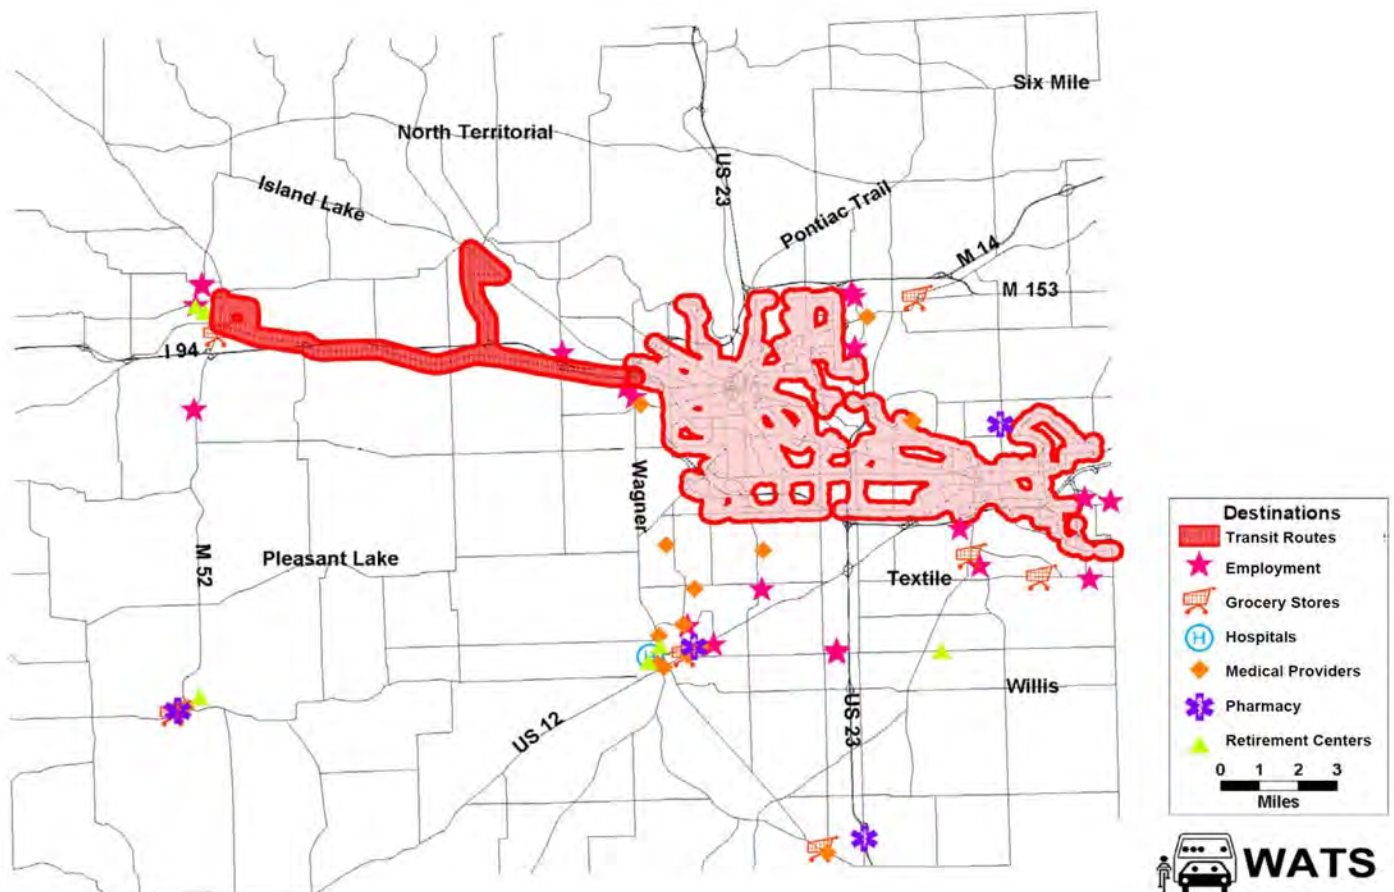 Six Mile
North Territorial
US 23
Island Lake
Pontiac Trail
M 14
M 153
I 94
Wagner
M 52
Pleasant Lake
Textile
Willis
US 12
US 23
Destinations
Transit Routes
Employment
Grocery Stores
H Hospitals
Medical Providers
Pharmacy
Retirement Centers
0 1 2 3
Miles
H
WATS